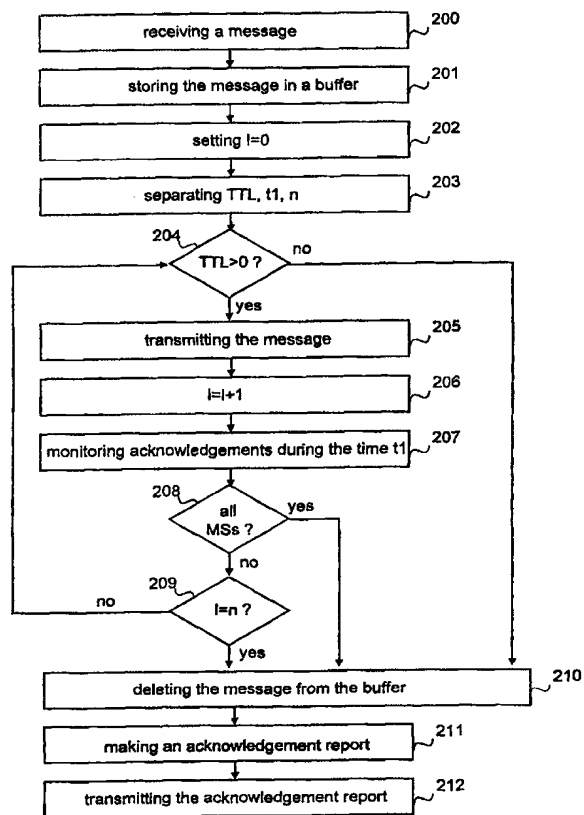 receiving a message 200
storing the message in a buffer 201
setting I=0 202
separating TTL, t1, n 203
204 TTL>0 ? no
yes
transmitting the message 205
I=I+1 206
monitoring acknowledgements during the time t1 207
208 all yes
MSs ?
no
209
no I=n ?
yes
deleting the message from the buffer 210
making an acknowledgement report 211
transmitting the acknowledgement report 212